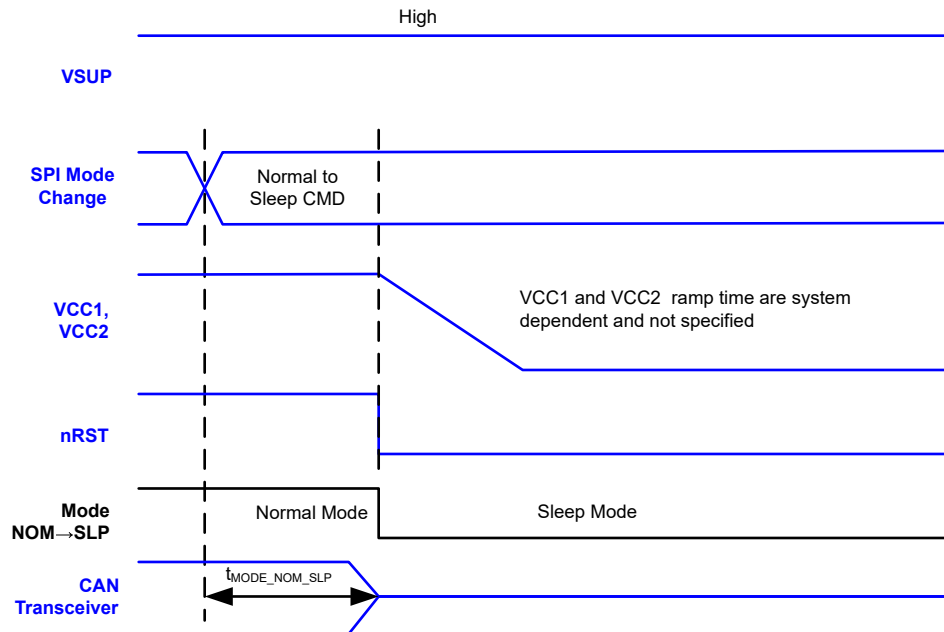 High
VSUP
SPI Mode
Change
Normal to
Sleep CMD
VCC1,
VCC2
VCC1 and VCC2 ramp time are system
dependent and not specified
nRST
Mode
NOM→SLP
Normal Mode
Sleep Mode
CAN
Transceiver
tMODE_NOM_SLP